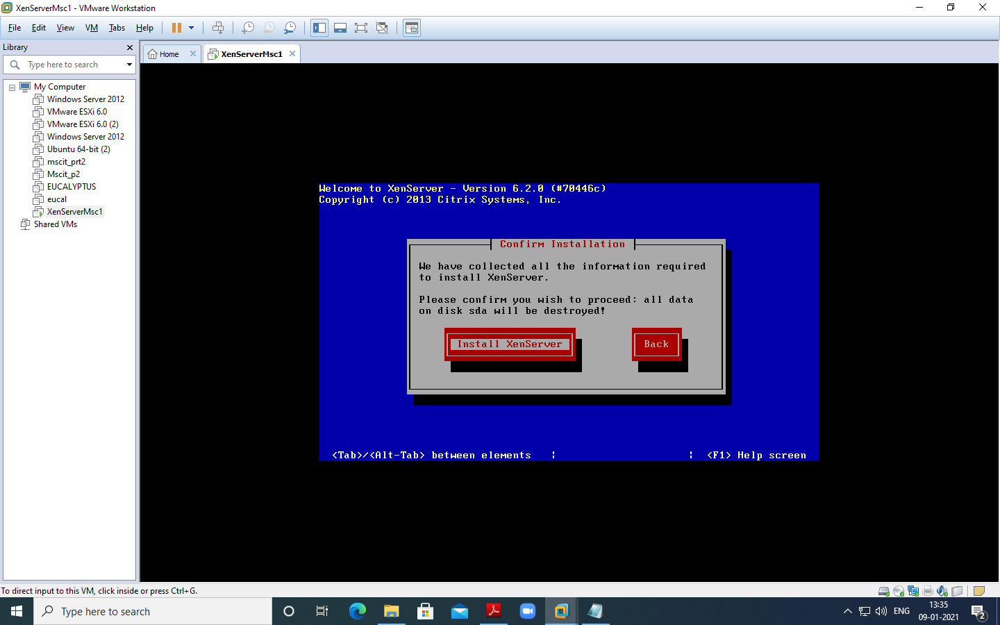 XenServerMsc1 - VMware Workstation
File Edit View VM Tabs Help
Library
Home
XenServerMsc1
Type here to search
My Computer
Windows Server 2012
VMware ESXi 6.0
VMware ESXi 6.0 (2)
Windows Server 2012
Ubuntu 64-bit (2)
mscit_prt2
Mscit_p2
EUCALYPTUS
eucal
XenServerMsc1
Shared VMs
Welcome to XenServer - Version 6.2.0 (#70446c)
Copyright (c) 2013 Citrix Systems, Inc.
Confirm Installation
We have collected all the information required
to install XenServer.
Please confirm you wish to proceed: all data
on disk sda will be destroyed!
Install XenServer
Back
<Tab>/<Alt-Tab> between elements | | <F1> Help screen
To direct input to this VM, click inside or press Ctrl+G.
Type here to search
ENG
13:35
09-01-2021
2